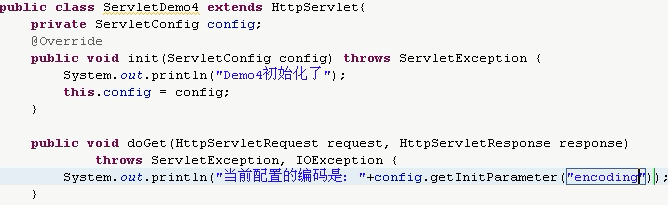 public class ServletDemo4 extends HttpServlet{
    private ServletConfig config;
    @Override
    public void init(ServletConfig config) throws ServletException {
        System.out.println("Demo4初始化了");
        this.config = config;
    }
    public void doGet(HttpServletRequest request, HttpServletResponse response)
            throws ServletException, IOException {
        System.out.println("当前配置的编码是: "+config.getInitParameter("encoding"));
    }